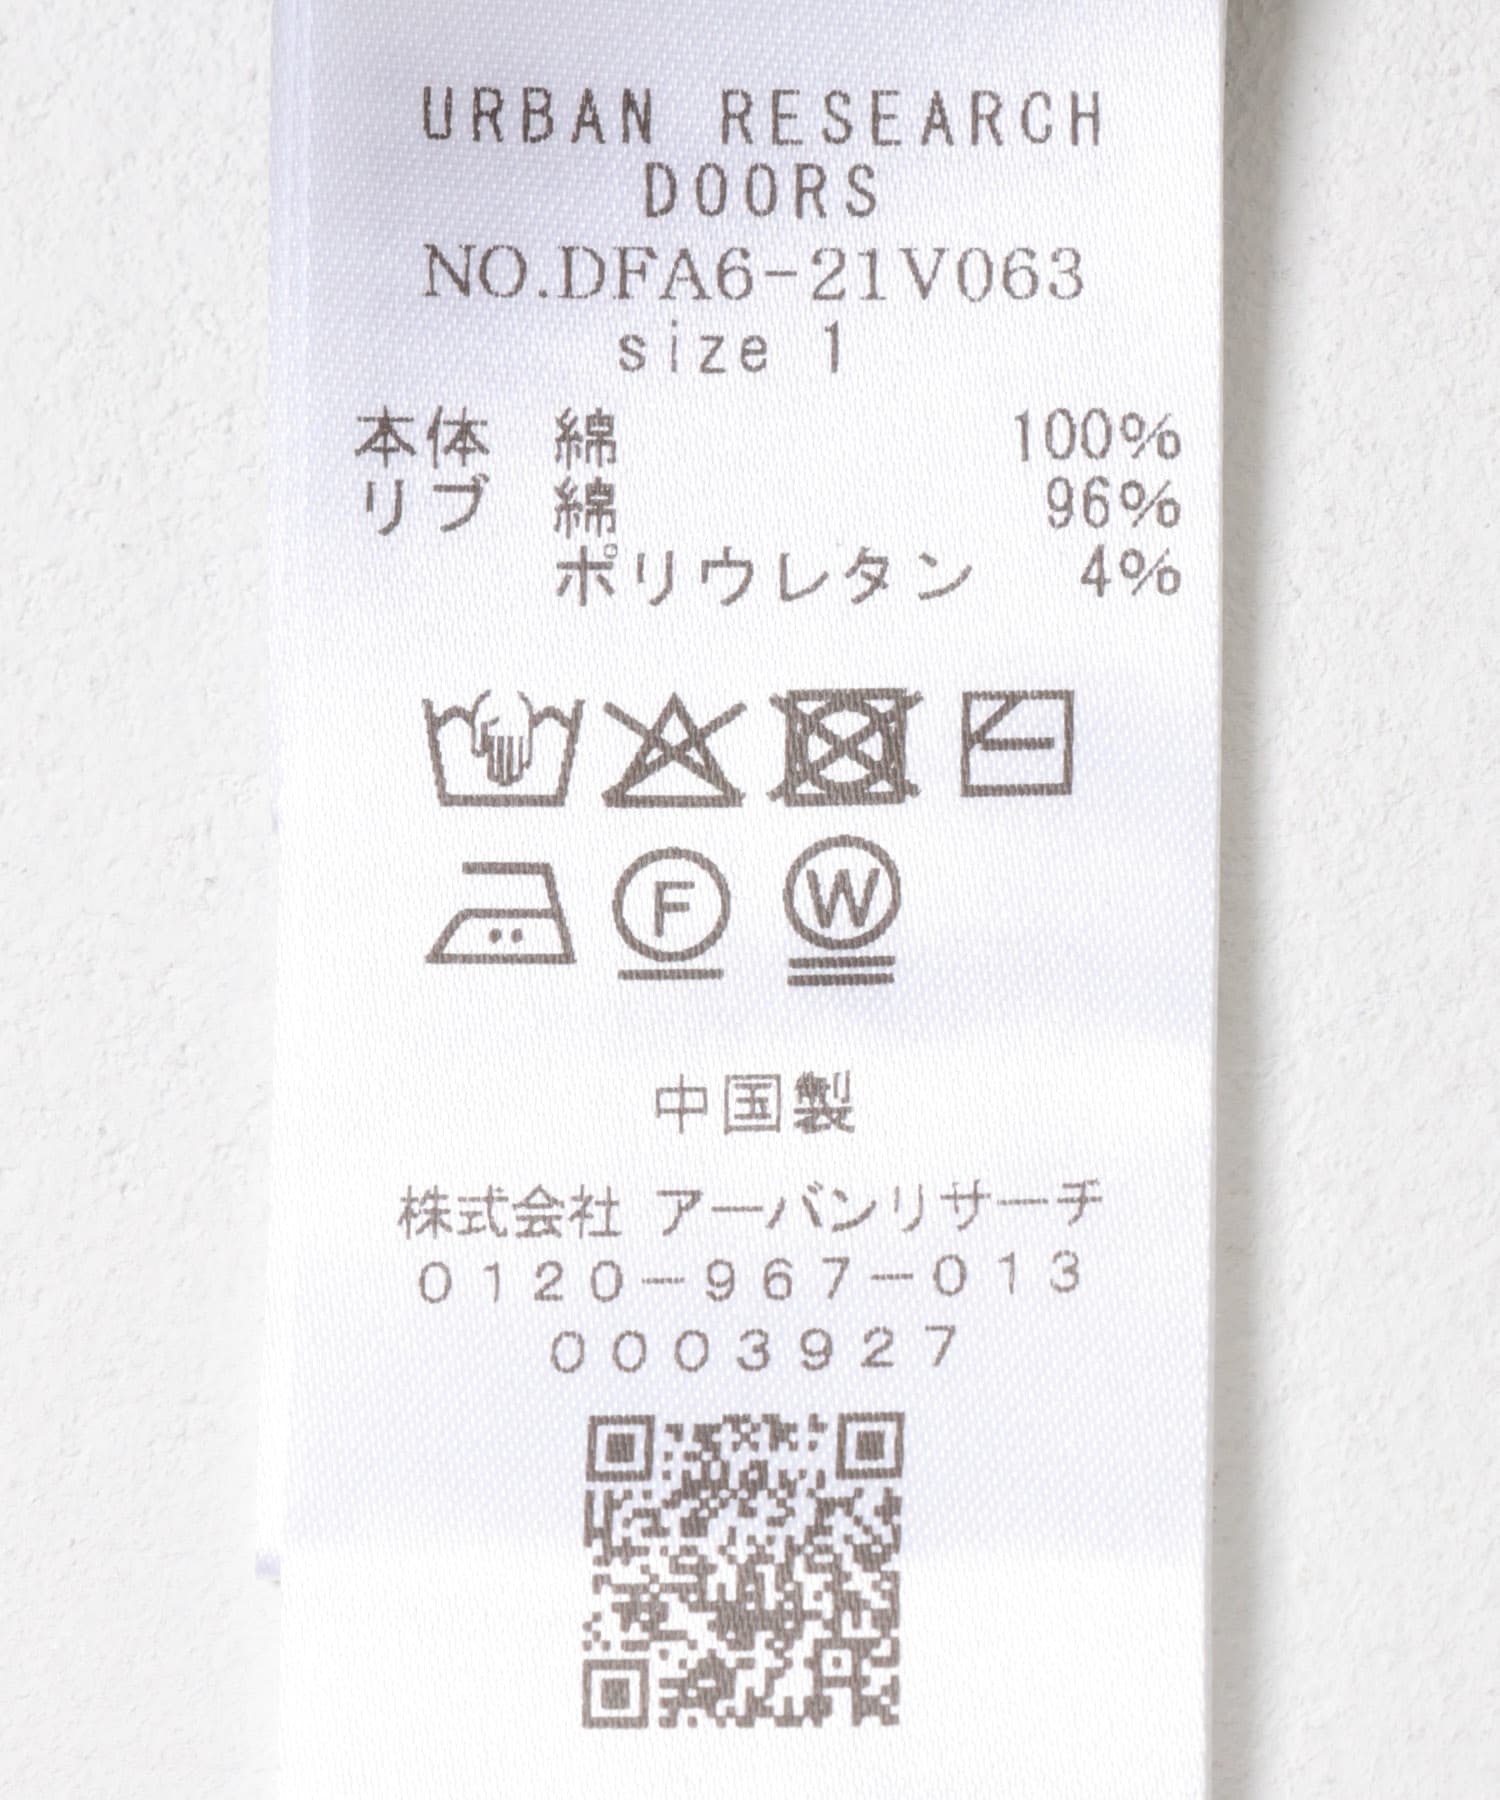 URBAN RESEARCH
DOORS
NO.DFA6-21V063
size 1
本体 綿 100%
リブ 綿 96%
ポリウレタン 4%
F W
中国製
株式会社 アーバンリサーチ
0120-967-013
0003927